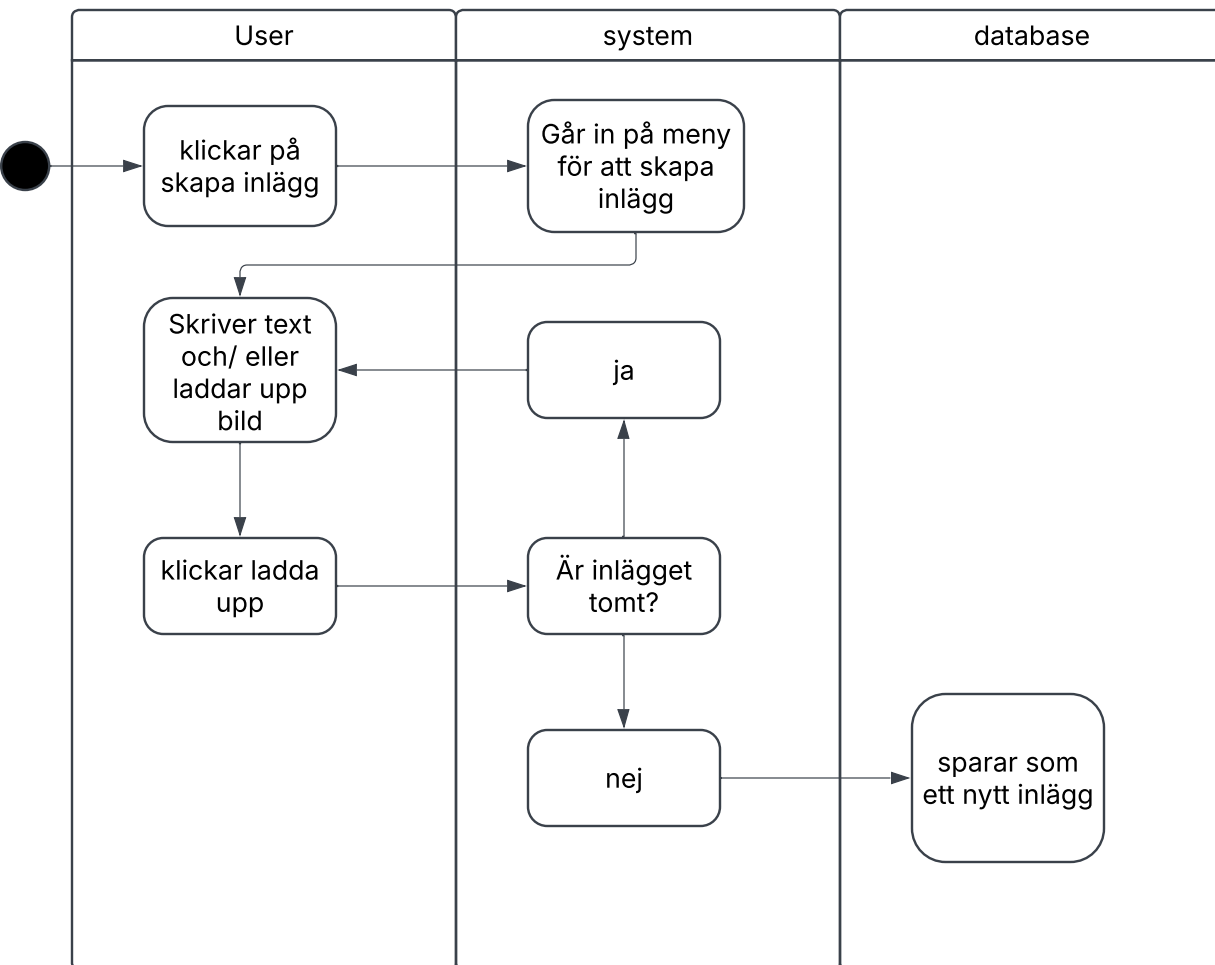 User
system
database
klickar på
skapa inlägg
Går in på meny
för att skapa
inlägg
Skriver text
och/ eller
laddar upp
bild
ja
klickar ladda
upp
Är inlägget
tomt?
nej
sparar som
ett nytt inlägg